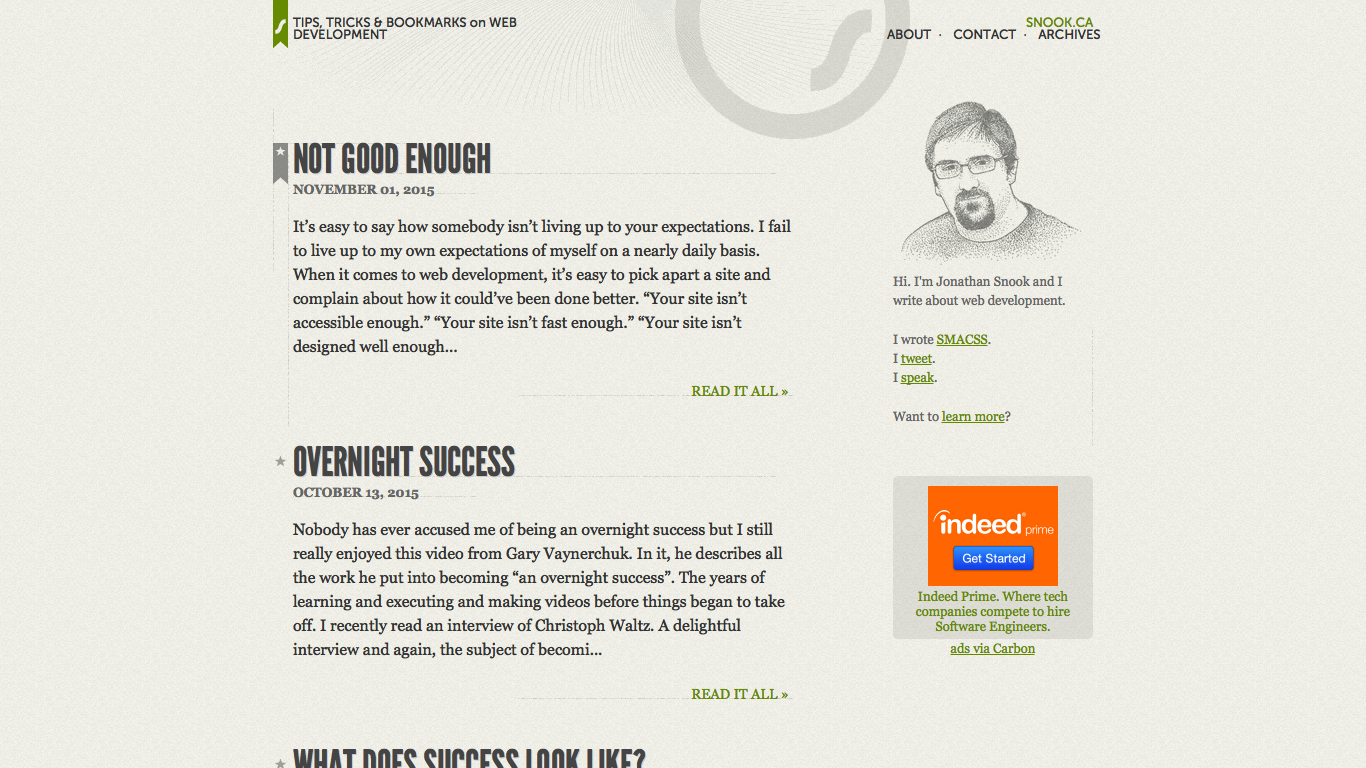 TIPS, TRICKS & BOOKMARKS on WEB
DEVELOPMENT
SNOOK.CA
ABOUT · CONTACT · ARCHIVES
NOT GOOD ENOUGH
NOVEMBER 01, 2015
It’s easy to say how somebody isn’t living up to your expectations. I fail
to live up to my own expectations of myself on a nearly daily basis.
When it comes to web development, it’s easy to pick apart a site and
complain about how it could’ve been done better. “Your site isn’t
accessible enough.” “Your site isn’t fast enough.” “Your site isn’t
designed well enough...
READ IT ALL »
OVERNIGHT SUCCESS
OCTOBER 13, 2015
Nobody has ever accused me of being an overnight success but I still
really enjoyed this video from Gary Vaynerchuk. In it, he describes all
the work he put into becoming “an overnight success”. The years of
learning and executing and making videos before things began to take
off. I recently read an interview of Christoph Waltz. A delightful
interview and again, the subject of becomi...
READ IT ALL »
WHAT DOES SUCCESS LOOK LIKE?
Hi. I'm Jonathan Snook and I
write about web development.
I wrote SMACSS.
I tweet.
I speak.
Want to learn more?
indeed prime
Get Started
Indeed Prime. Where tech
companies compete to hire
Software Engineers.
ads via Carbon